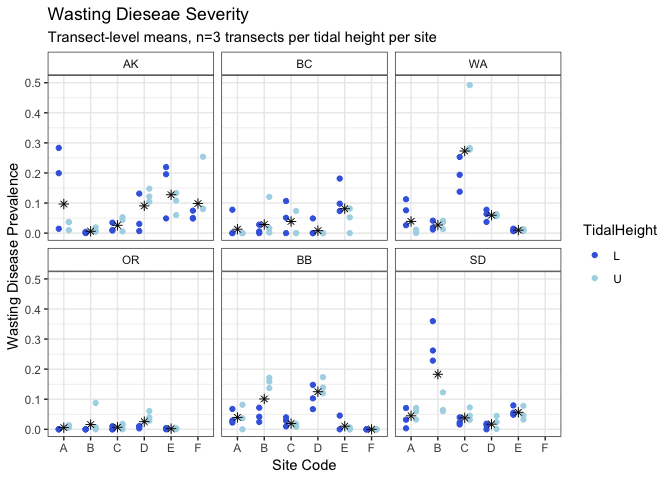 Wasting Dieseae Severity
Transect-level means, n=3 transects per tidal height per site
AK BC WA
0.5
0.4
0.3
0.2
0.1
0.0
OR BB SD
0.5
0.4
0.3
0.2
0.1
0.0
A B C D E F A B C D E F A B C D E F
Site Code
Wasting Disease Prevalence
TidalHeight
L
U